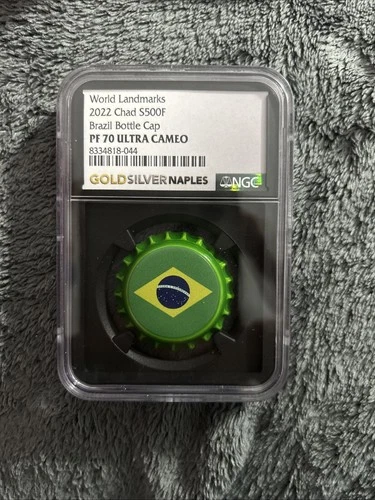 World Landmarks
2022 Chad S500F
Brazil Bottle Cap
PF 70 ULTRA CAMEO
8334818-044
GOLDSILVERNAPLES
NGC